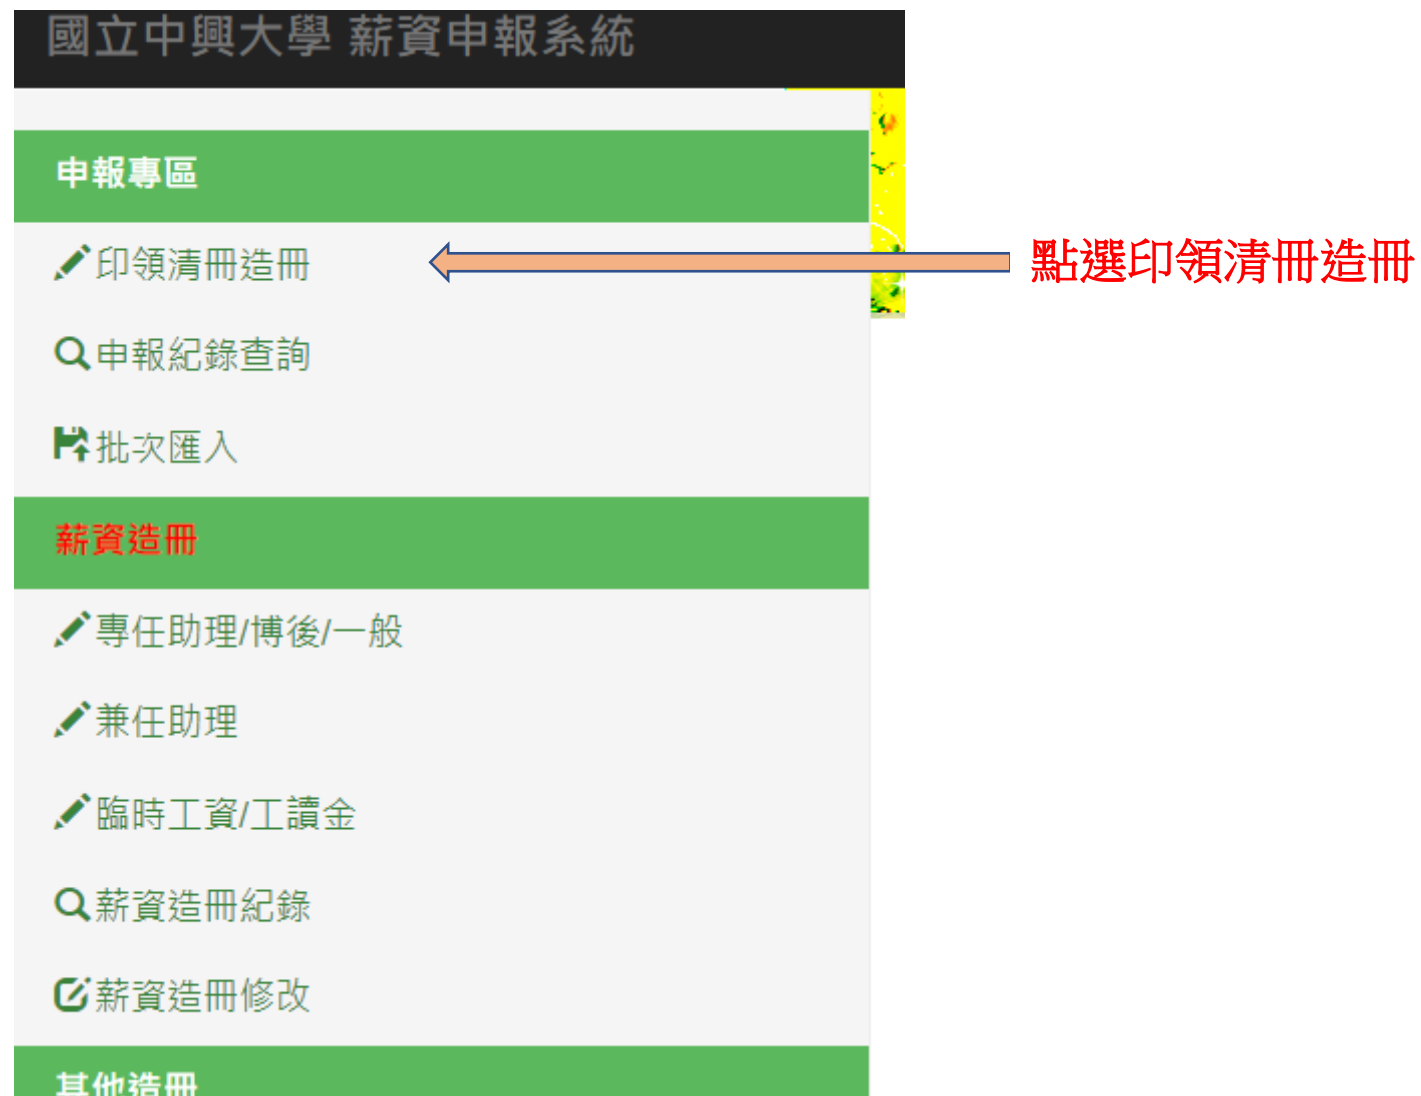 國立中興大學 薪資申報系統
申報專區
印領清冊造冊
點選印領清冊造冊
申報紀錄查詢
批次匯入
薪資造冊
專任助理/博後/一般
兼任助理
臨時工資/工讀金
薪資造冊紀錄
薪資造冊修改
其他造冊